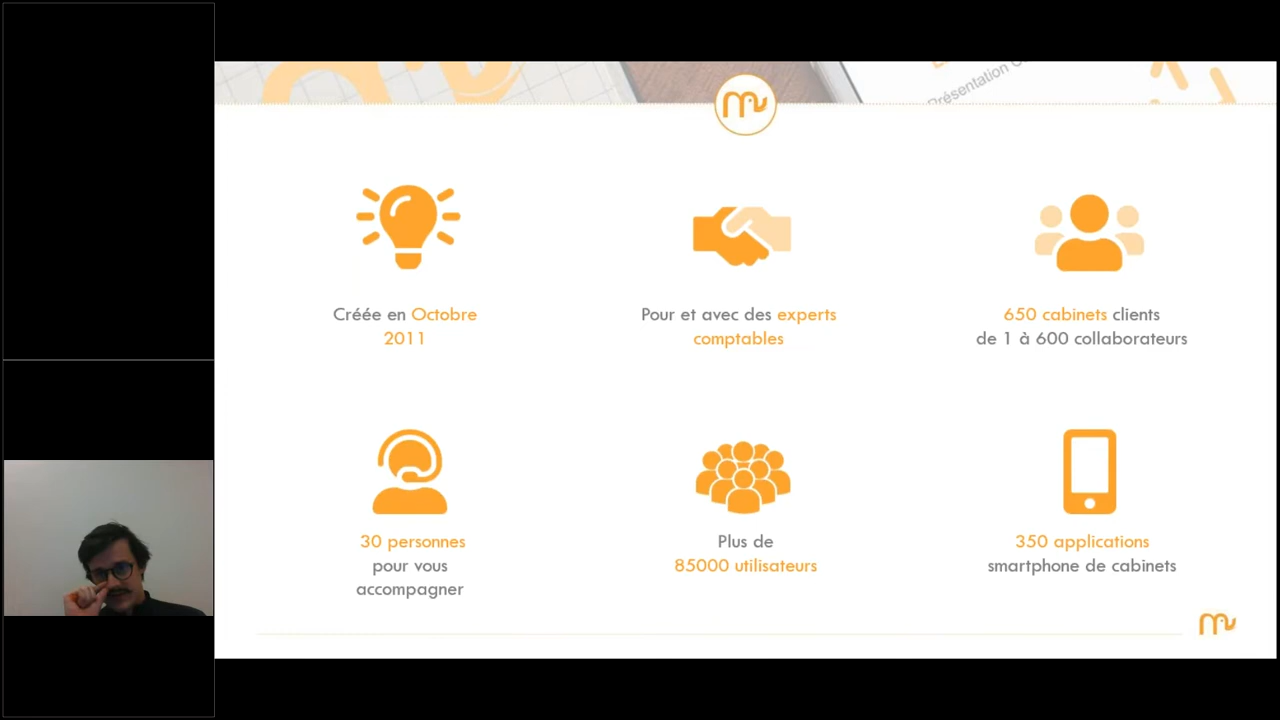 Présentation
Créée en Octobre
2011
Pour et avec des experts
comptables
650 cabinets clients
de 1 à 600 collaborateurs
30 personnes
pour vous
accompagner
Plus de
85000 utilisateurs
350 applications
smartphone de cabinets